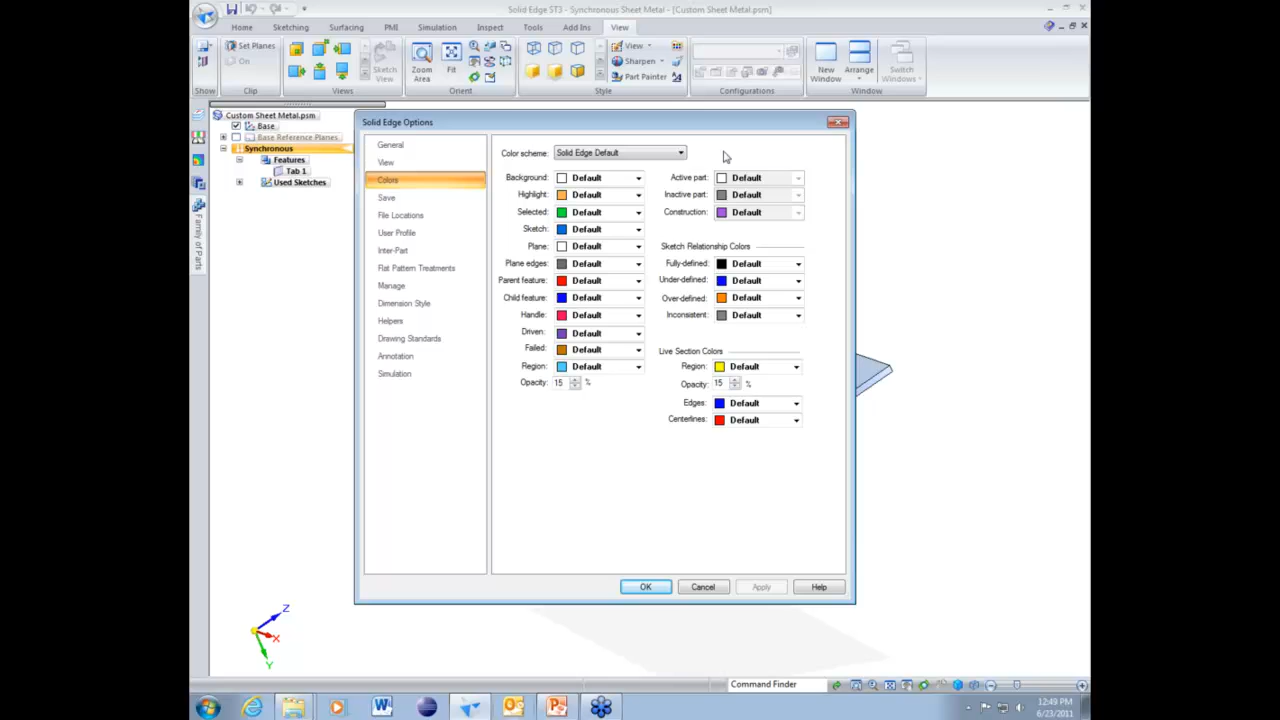 Solid Edge ST3 - Synchronous Sheet Metal - [Custom Sheet Metal.psm]
Home Sketching Surfacing PMI Simulation Inspect Tools Add Ins View
Set Planes
On
Sketch View
Zoom Area
Fit
View
Sharpen
Part Painter
New Window
Arrange
Switch Windows
Show Clip Views Orient Style Configurations Window
Custom Sheet Metal.psm
Base
Base Reference Planes
Synchronous
Features
Tab 1
Used Sketches
Family of Parts
Solid Edge Options
General
View
Colors
Save
File Locations
User Profile
Inter-Part
Flat Pattern Treatments
Manage
Dimension Style
Helpers
Drawing Standards
Annotation
Simulation
Color scheme: Solid Edge Default
Background: Default
Highlight: Default
Selected: Default
Sketch: Default
Plane: Default
Plane edges: Default
Parent feature: Default
Child feature: Default
Handle: Default
Driven: Default
Failed: Default
Region: Default
Opacity: 15 %
Active part: Default
Inactive part: Default
Construction: Default
Sketch Relationship Colors
Fully-defined: Default
Under-defined: Default
Over-defined: Default
Inconsistent: Default
Live Section Colors
Region: Default
Opacity: 15 %
Edges: Default
Centerlines: Default
OK Cancel Apply Help
Z
X
Y
Command Finder
12:49 PM
6/23/2011